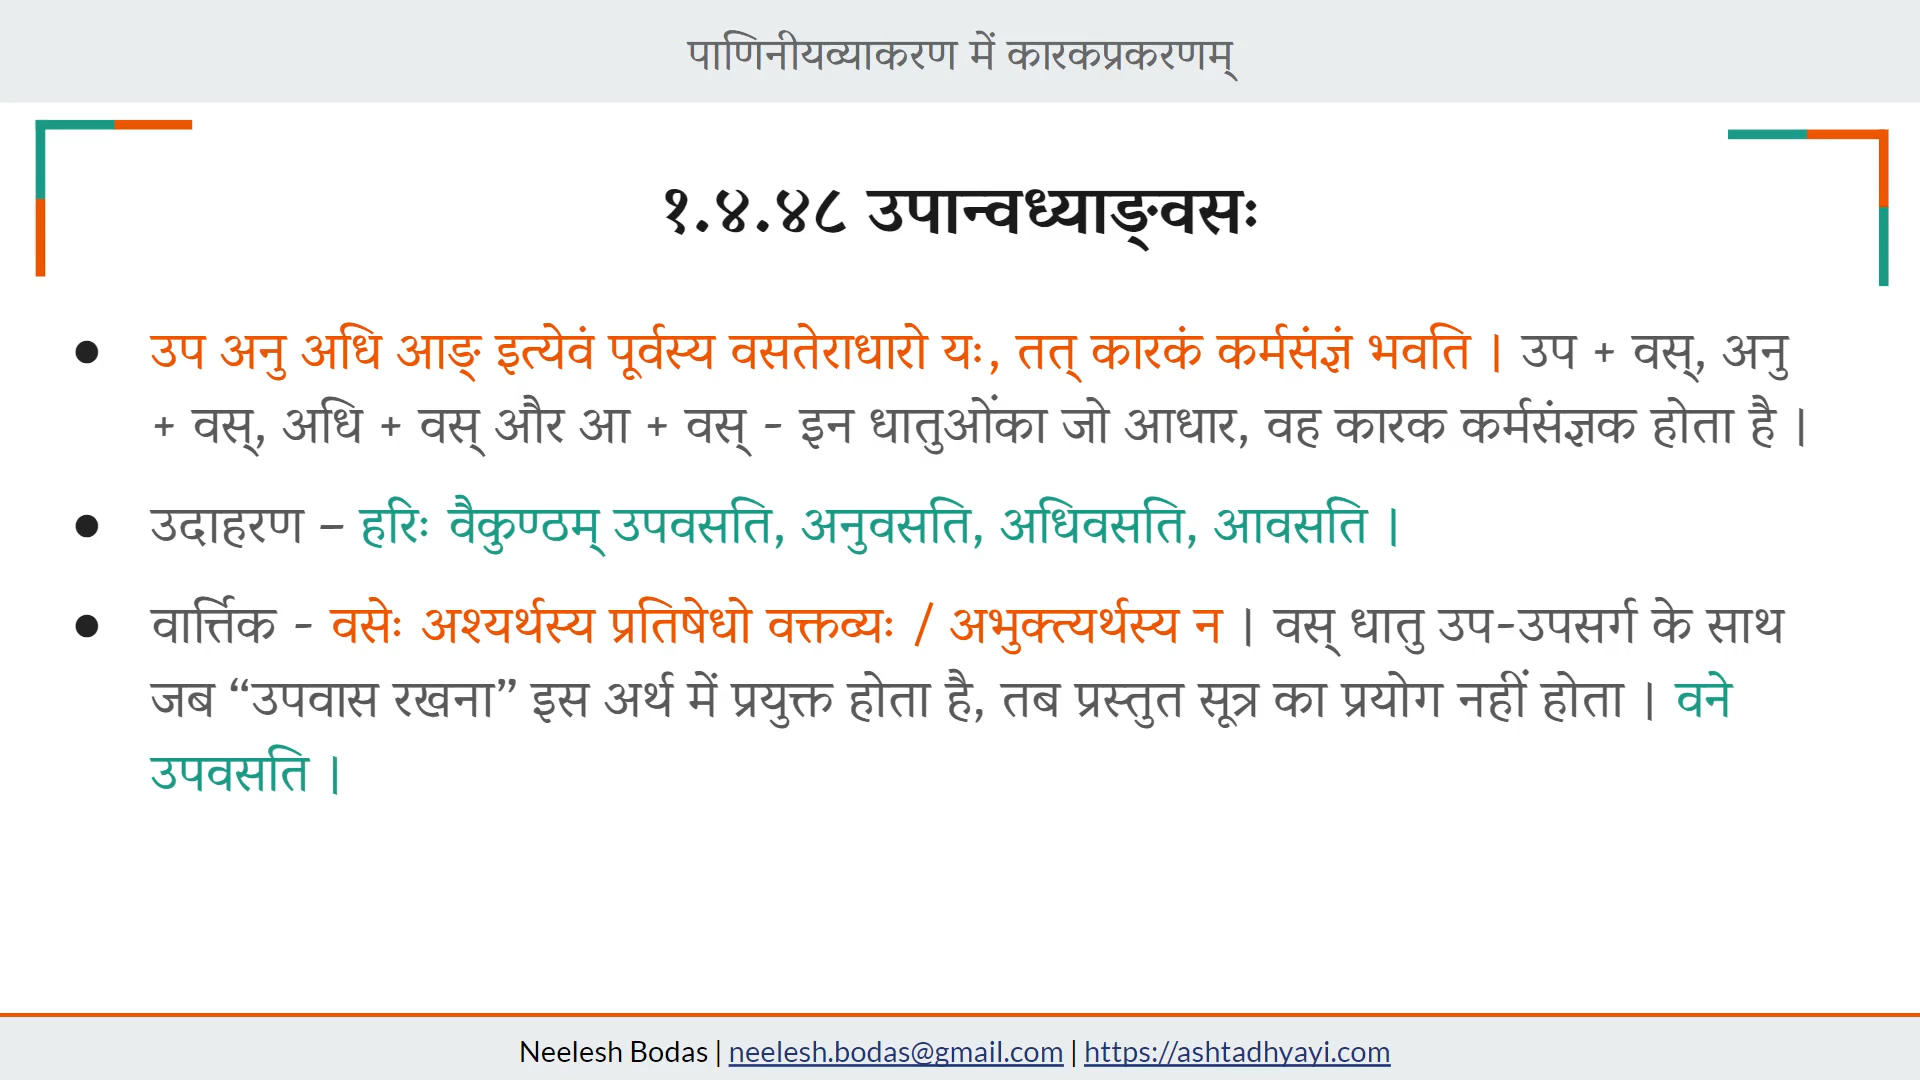 पाणिनीयव्याकरण में कारकप्रकरणम्
१.४.४८ उपान्वध्याङ्वसः
● उप अनु अधि आङ् इत्येवं पूर्वस्य वसतेराधारो यः, तत् कारकं कर्मसंज्ञं भवति । उप + वस्, अनु
+ वस्, अधि + वस् और आ + वस् - इन धातुओंका जो आधार, वह कारक कर्मसंज्ञक होता है ।
● उदाहरण – हरिः वैकुण्ठम् उपवसति, अनुवसति, अधिवसति, आवसति ।
● वार्त्तिक - वसेः अश्यर्थस्य प्रतिषेधो वक्तव्यः / अभुक्त्यर्थस्य न । वस् धातु उप-उपसर्ग के साथ
जब “उपवास रखना” इस अर्थ में प्रयुक्त होता है, तब प्रस्तुत सूत्र का प्रयोग नहीं होता । वने
उपवसति ।
Neelesh Bodas | neelesh.bodas@gmail.com | https://ashtadhyayi.com